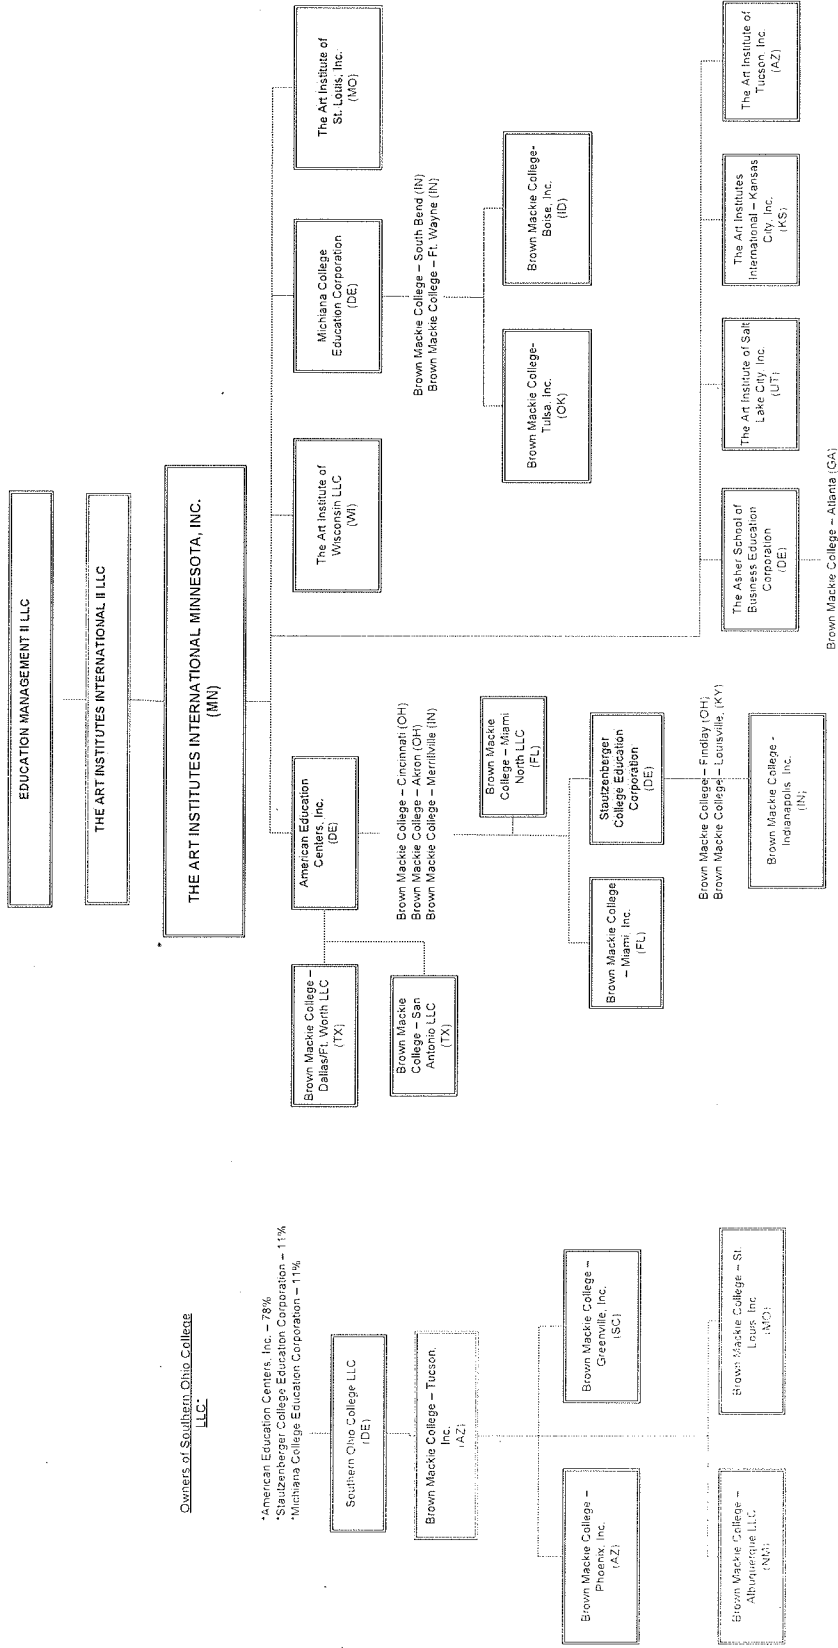 EDUCATION MANAGEMENT II LLC
THE ART INSTITUTES INTERNATIONAL II LLC
THE ART INSTITUTES INTERNATIONAL MINNESOTA, INC.
(MN)
American Education
Centers, Inc.
(DE)
The Art Institute of
Wisconsin LLC
(WI)
Michiana College
Education Corporation
(DE)
The Art Institute of
St. Louis, Inc.
(MO)
Brown Mackie College –
Dallas/Ft. Worth LLC
(TX)
Brown Mackie
College – San
Antonio LLC
(TX)
Brown Mackie College – Cincinnati (OH)
Brown Mackie College – Akron (OH)
Brown Mackie College – Merrillville (IN)
Brown Mackie
College – Miami
North LLC
(FL)
Brown Mackie College
– Miami, Inc.
(FL)
Stautzenberger
College Education
Corporation
(DE)
Brown Mackie College – Findlay (OH)
Brown Mackie College – Louisville, (KY)
Brown Mackie College -
Indianapolis, Inc.
(IN)
Brown Mackie College – South Bend (IN)
Brown Mackie College – Ft. Wayne (IN)
Brown Mackie College-
Tulsa, Inc.
(OK)
Brown Mackie College-
Boise, Inc.
(ID)
The Asher School of
Business Education
Corporation
(DE)
Brown Mackie College – Atlanta (GA)
The Art Institute of Salt
Lake City, Inc.
(UT)
The Art Institutes
International – Kansas
City, Inc.
(KS)
The Art Institute of
Tucson, Inc.
(AZ)
Owners of Southern Ohio College
LLC*
*American Education Centers, Inc. – 78%
*Stautzenberger College Education Corporation – 11%
*Michiana College Education Corporation – 11%
Southern Ohio College LLC
(DE)
Brown Mackie College – Tucson,
Inc.
(AZ)
Brown Mackie College –
Phoenix, Inc.
(AZ)
Brown Mackie College –
Greenville, Inc.
(SC)
Brown Mackie College –
Albuquerque LLC
(NM)
Brown Mackie College – St.
Louis, Inc.
(MO)